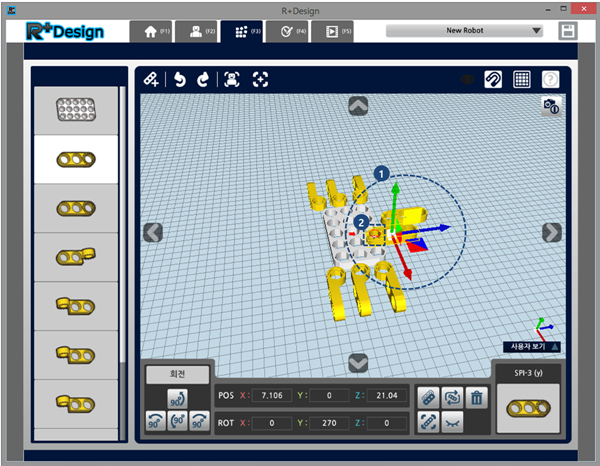 R+Design
R+Design
(F1)
(F2)
(F3)
(F4)
(F5)
New Robot
1
2
사용자 보기
회전
90
90 90 90
POS X : 7.106 Y : 0 Z : 21.04
ROT X : 0 Y : 270 Z : 0
SPI-3 (y)